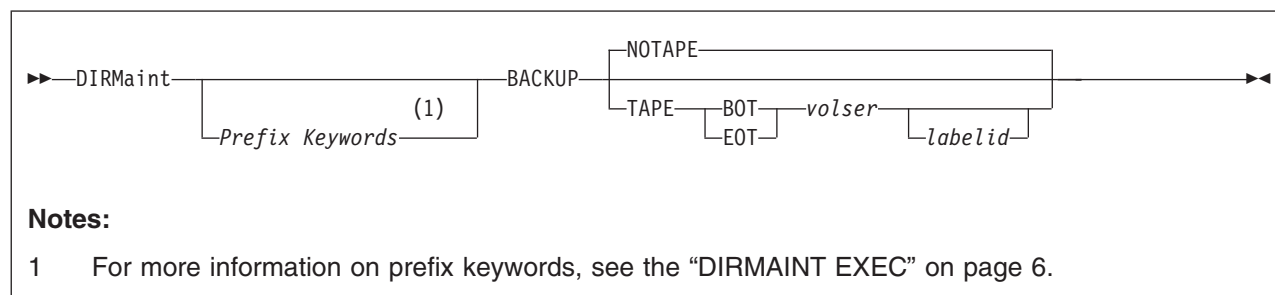 NOTAPE
DIRMaint BACKUP
(1) TAPE BOT volser
Prefix Keywords EOT labelid
Notes:
1 For more information on prefix keywords, see the “DIRMAINT EXEC” on page 6.